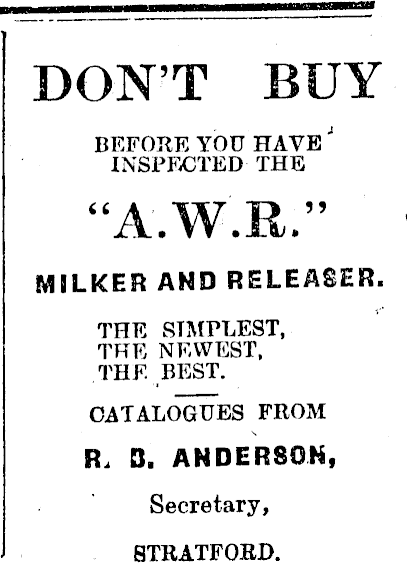 DON'T BUY
BEFORE YOU HAVE
INSPECTED THE
"A.W.R."
MILKER AND RELEASER.
THE SIMPLEST,
THE NEWEST,
THE BEST.
CATALOGUES FROM
R. B. ANDERSON,
Secretary,
STRATFORD.